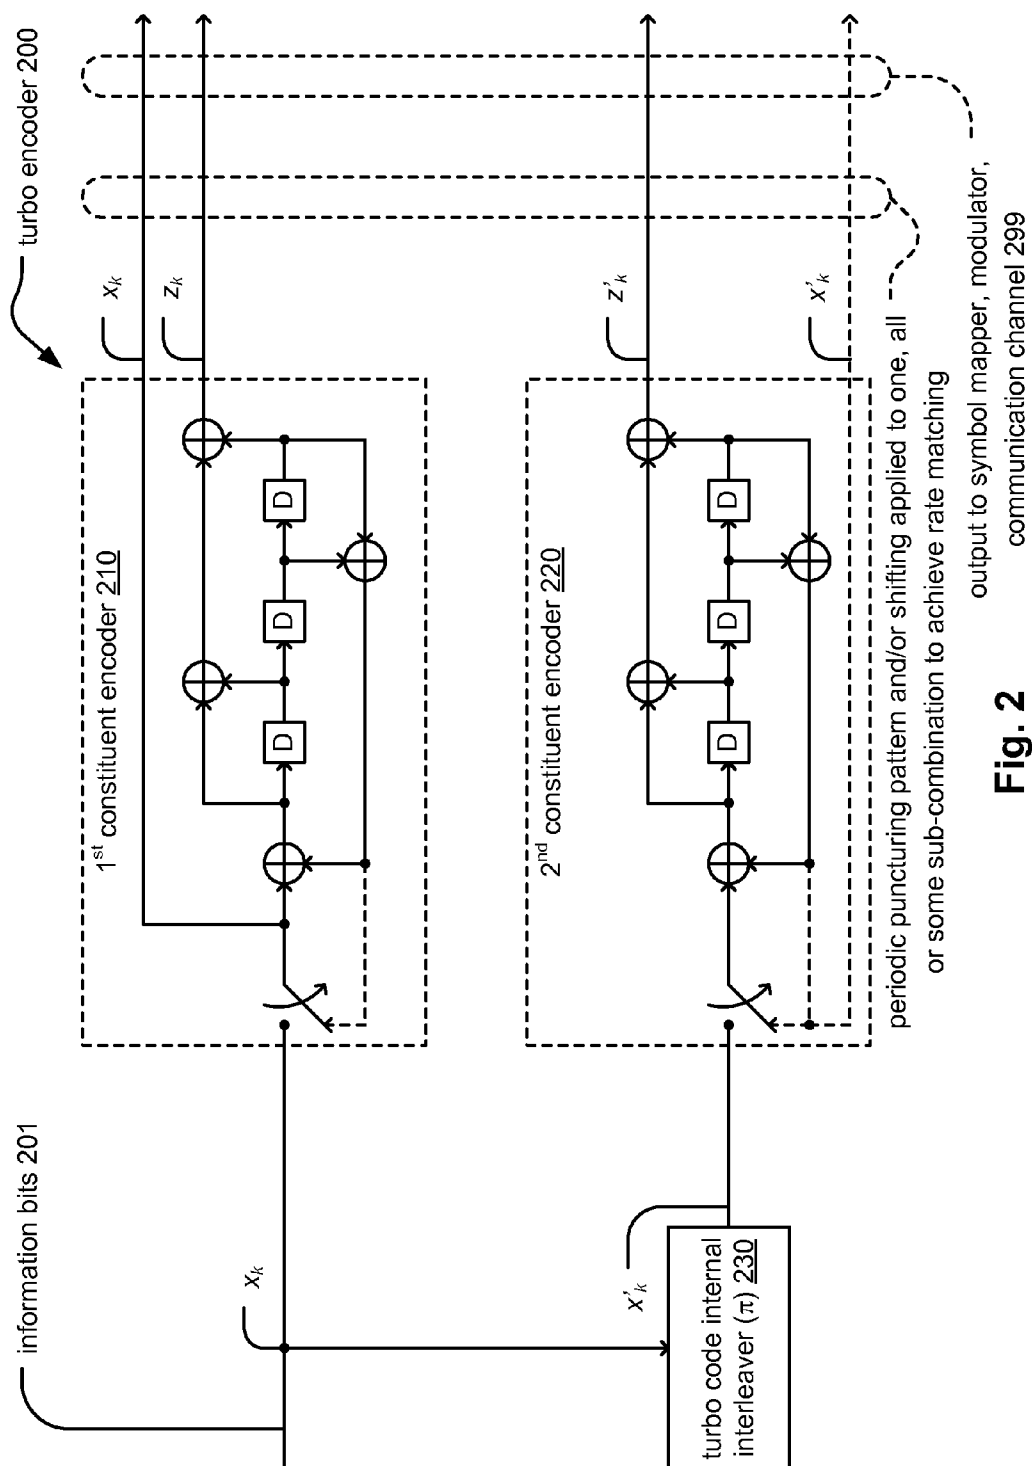 turbo encoder 200
information bits 201
x_k
x_k
z_k
1st constituent encoder 210
D
D
D
turbo code internal
interleaver (π) 230
x'_k
2nd constituent encoder 220
D
D
D
z'_k
x'_k
periodic puncturing pattern and/or shifting applied to one, all
or some sub-combination to achieve rate matching
output to symbol mapper, modulator,
communication channel 299
Fig. 2